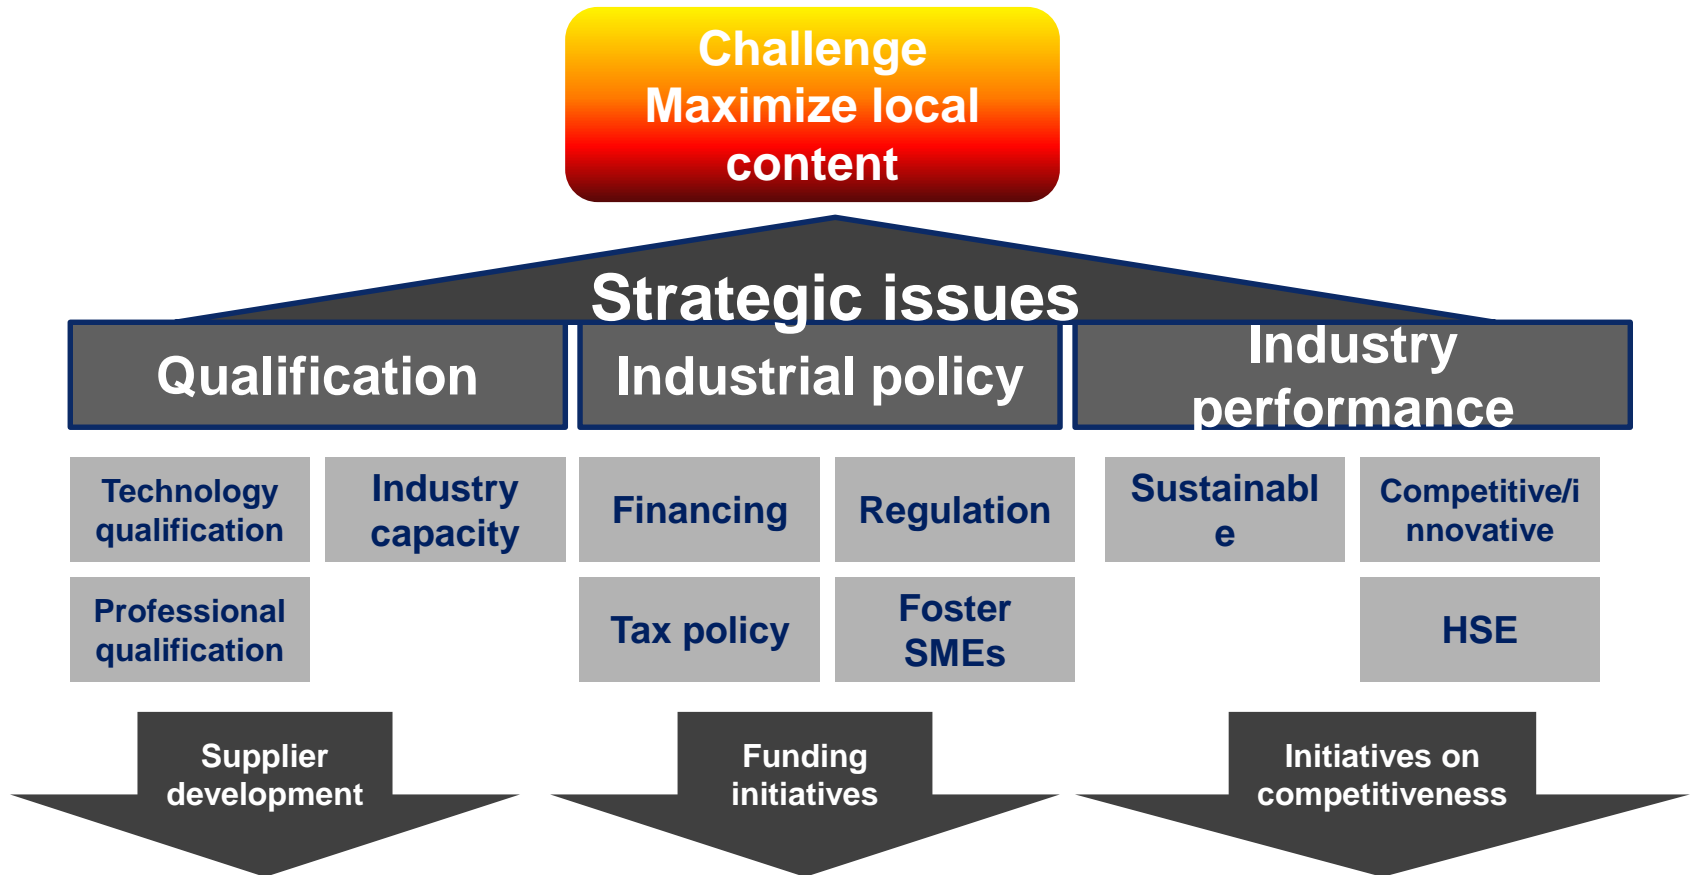 Challenge
Maximize local
content
Strategic issues
Qualification
Industrial policy
Industry
performance
Technology
qualification
Industry
capacity
Financing
Regulation
Sustainabl
e
Competitive/i
nnovative
Professional
qualification
Tax policy
Foster
SMEs
HSE
Supplier
development
Funding
initiatives
Initiatives on
competitiveness